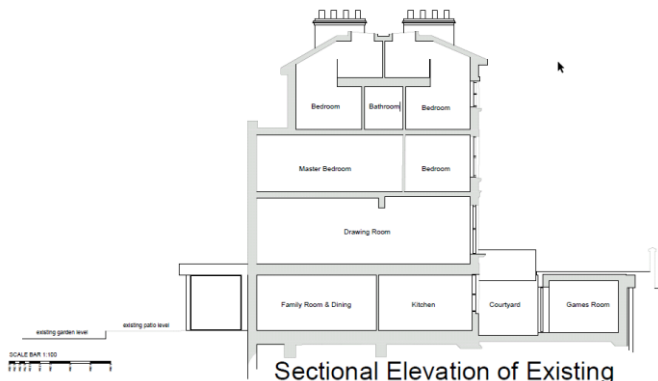 Bedroom
Bathroom
Bedroom
Master Bedroom
Bedroom
Drawing Room
Family Room & Dining
Kitchen
Courtyard
Games Room
existing garden level
existing patio level
SCALE BAR 1:100
Sectional Elevation of Existing